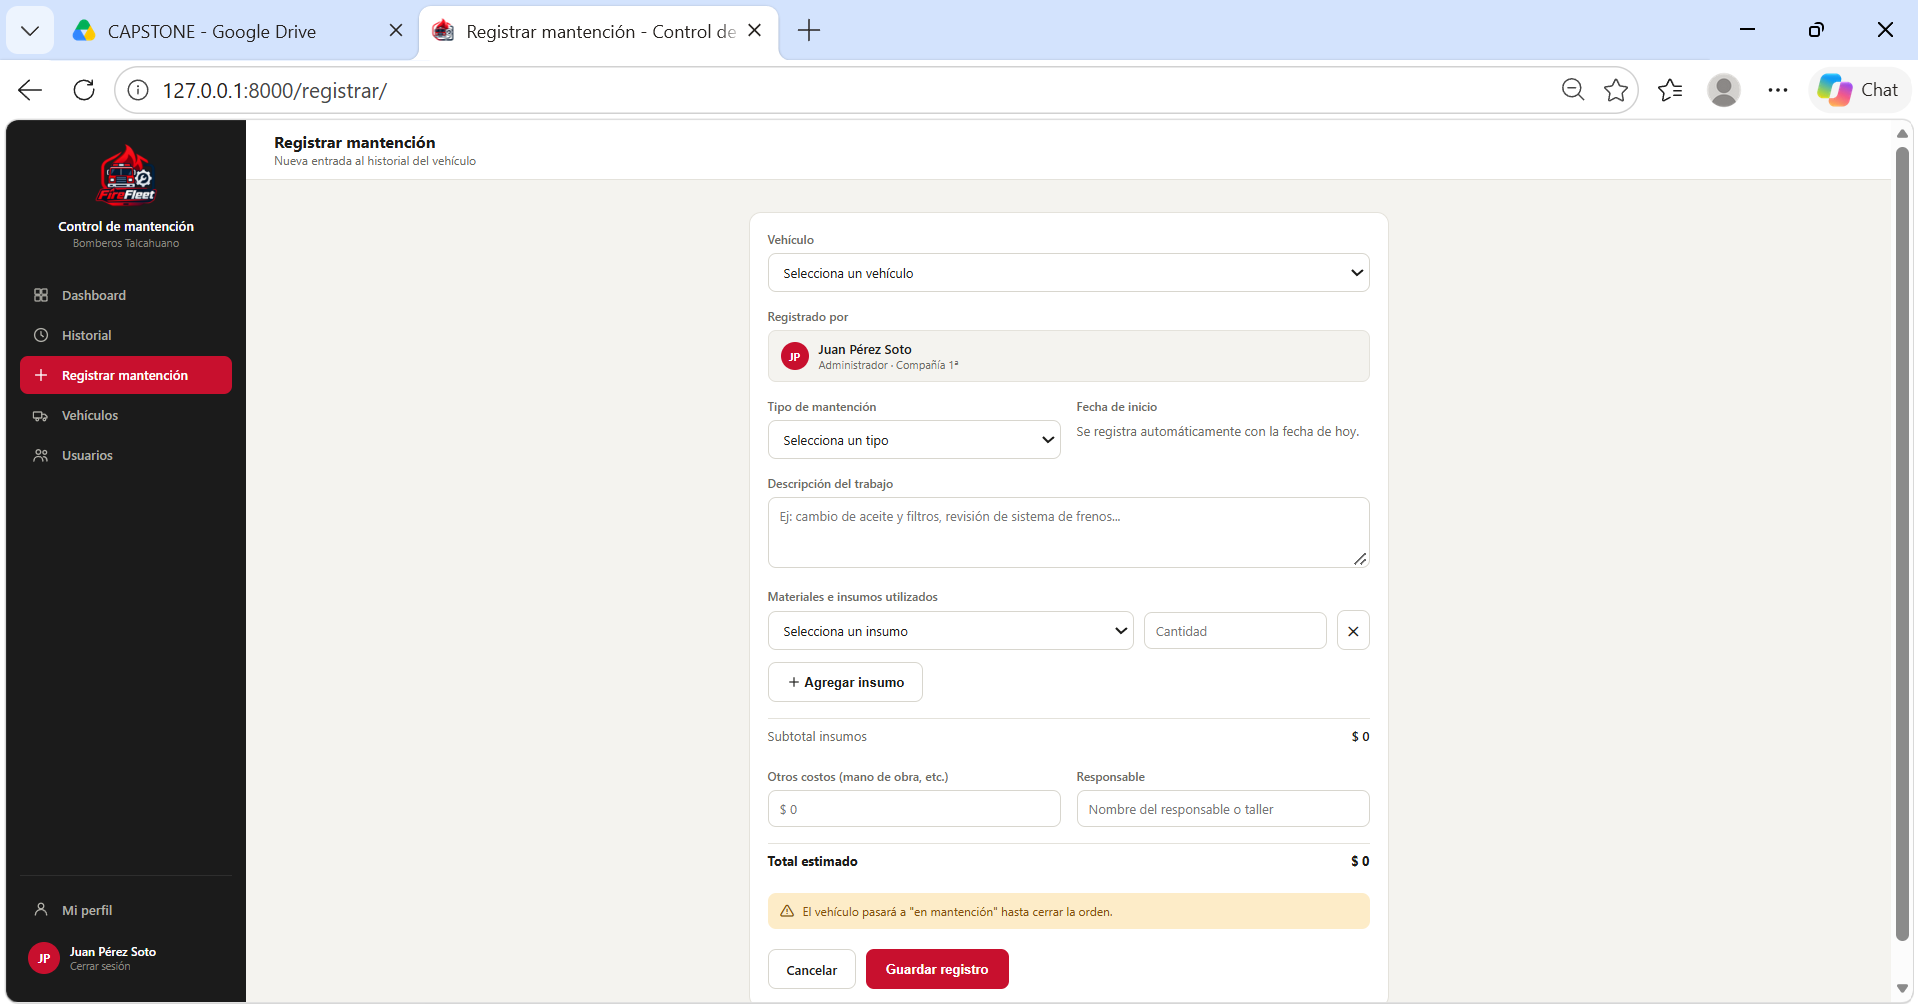 CAPSTONE - Google Drive
Registrar mantención - Control de
127.0.0.1:8000/registrar/
Chat
FireFleet
Control de mantención
Bomberos Talcahuano
Dashboard
Historial
Registrar mantención
Vehículos
Usuarios
Mi perfil
JP
Juan Pérez Soto
Cerrar sesión
Registrar mantención
Nueva entrada al historial del vehículo
Vehículo
Selecciona un vehículo
Registrado por
JP
Juan Pérez Soto
Administrador · Compañía 1ª
Tipo de mantención
Selecciona un tipo
Fecha de inicio
Se registra automáticamente con la fecha de hoy.
Descripción del trabajo
Ej: cambio de aceite y filtros, revisión de sistema de frenos...
Materiales e insumos utilizados
Selecciona un insumo
Cantidad
+ Agregar insumo
Subtotal insumos
$ 0
Otros costos (mano de obra, etc.)
$ 0
Responsable
Nombre del responsable o taller
Total estimado
$ 0
El vehículo pasará a "en mantención" hasta cerrar la orden.
Cancelar
Guardar registro